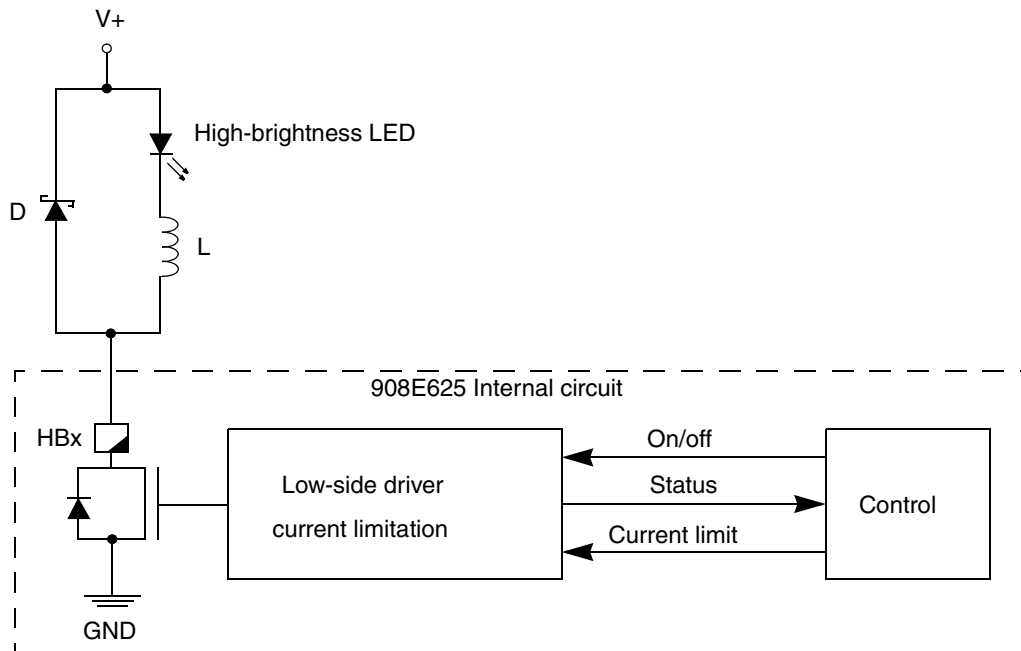 V+
High-brightness LED
D
L
908E625 Internal circuit
HBx
On/off
Low-side driver
current limitation
Status
Control
Current limit
GND